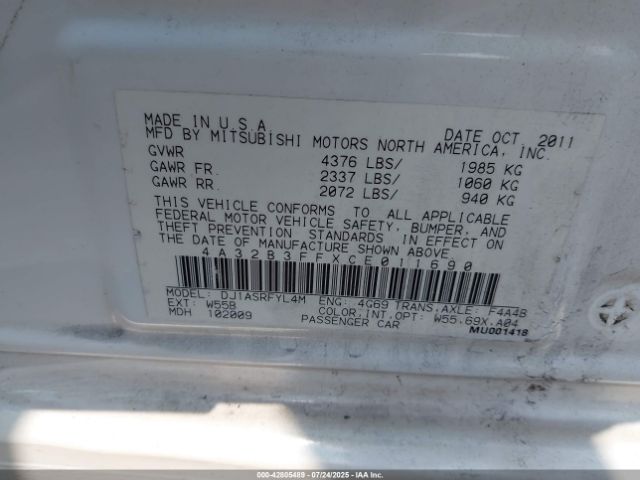 MADE IN U.S.A. DATE OCT. 2011
MFD BY MITSUBISHI MOTORS NORTH AMERICA, INC.
GVWR 4376 LBS/ 1985 KG
GAWR FR. 2337 LBS/ 1060 KG
GAWR RR. 2072 LBS/ 940 KG
THIS VEHICLE CONFORMS TO ALL APPLICABLE
FEDERAL MOTOR VEHICLE SAFETY, BUMPER, AND
THEFT PREVENTION STANDARDS IN EFFECT ON
THE DATE OF MANUFACTURE SHOWN ABOVE
4A32B3FFXCE011690
MODEL: DJ1ASRFYL4M ENG: 4G69 TRANS.AXLE: F4A4B
EXT: W55B COLOR,INT,OPT: W55.69X.A04
MDH 102009 PASSENGER CAR
MU001418
000-42805489 - 07/24/2025 - IAAI.COM